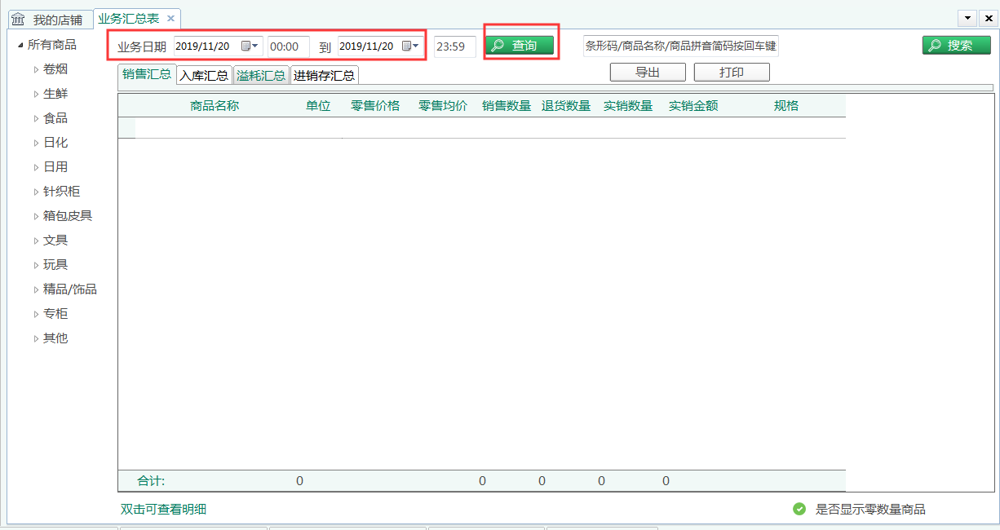 我的店铺 业务汇总表
所有商品
卷烟
生鲜
食品
日化
日用
针织柜
箱包皮具
文具
玩具
精品/饰品
专柜
其他
业务日期 2019/11/20 00:00 到 2019/11/20 23:59 查询 条形码/商品名称/商品拼音简码按回车键 搜索
销售汇总 入库汇总 溢耗汇总 进销存汇总 导出 打印
商品名称 单位 零售价格 零售均价 销售数量 退货数量 实销数量 实销金额 规格
合计: 0 0 0 0 0
双击可查看明细 是否显示零数量商品